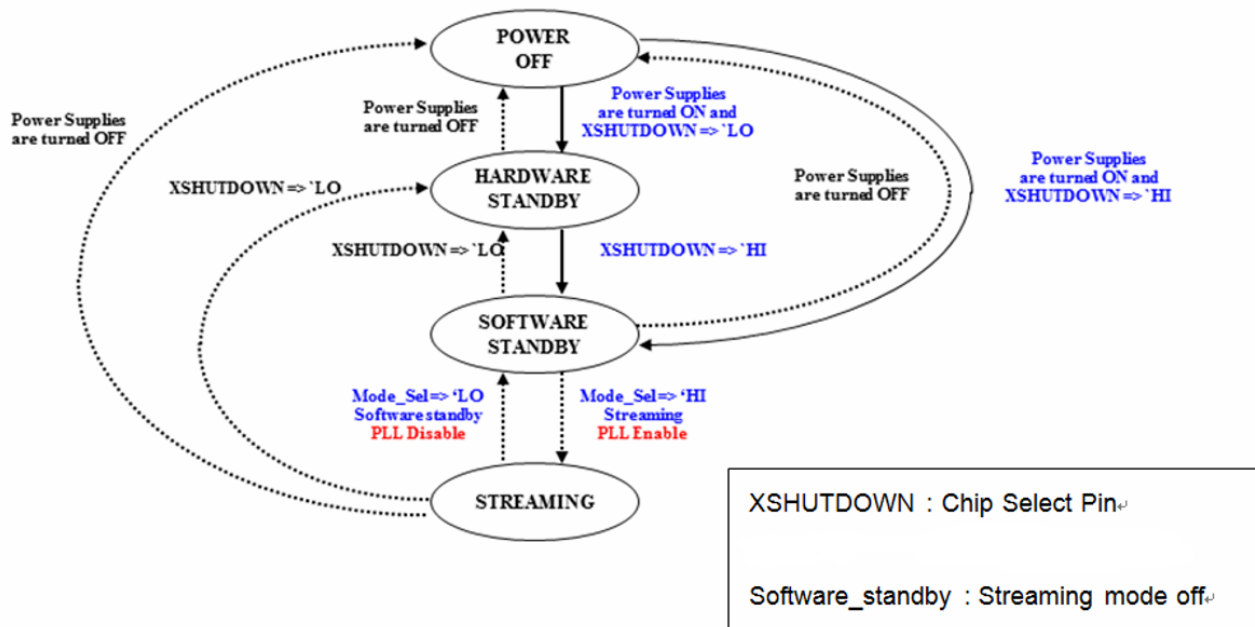 POWER
OFF
Power Supplies
are turned OFF
Power Supplies
are turned OFF
Power Supplies
are turned ON and
XSHUTDOWN => `LO
Power Supplies
are turned ON and
XSHUTDOWN => `HI
XSHUTDOWN => `LO
HARDWARE
STANDBY
Power Supplies
are turned OFF
XSHUTDOWN => `LO
XSHUTDOWN => `HI
SOFTWARE
STANDBY
Mode_Sel=> ‘LO
Software standby
PLL Disable
Mode_Sel=> ‘HI
Streaming
PLL Enable
STREAMING
XSHUTDOWN : Chip Select Pin↵
Software_standby : Streaming mode off↵